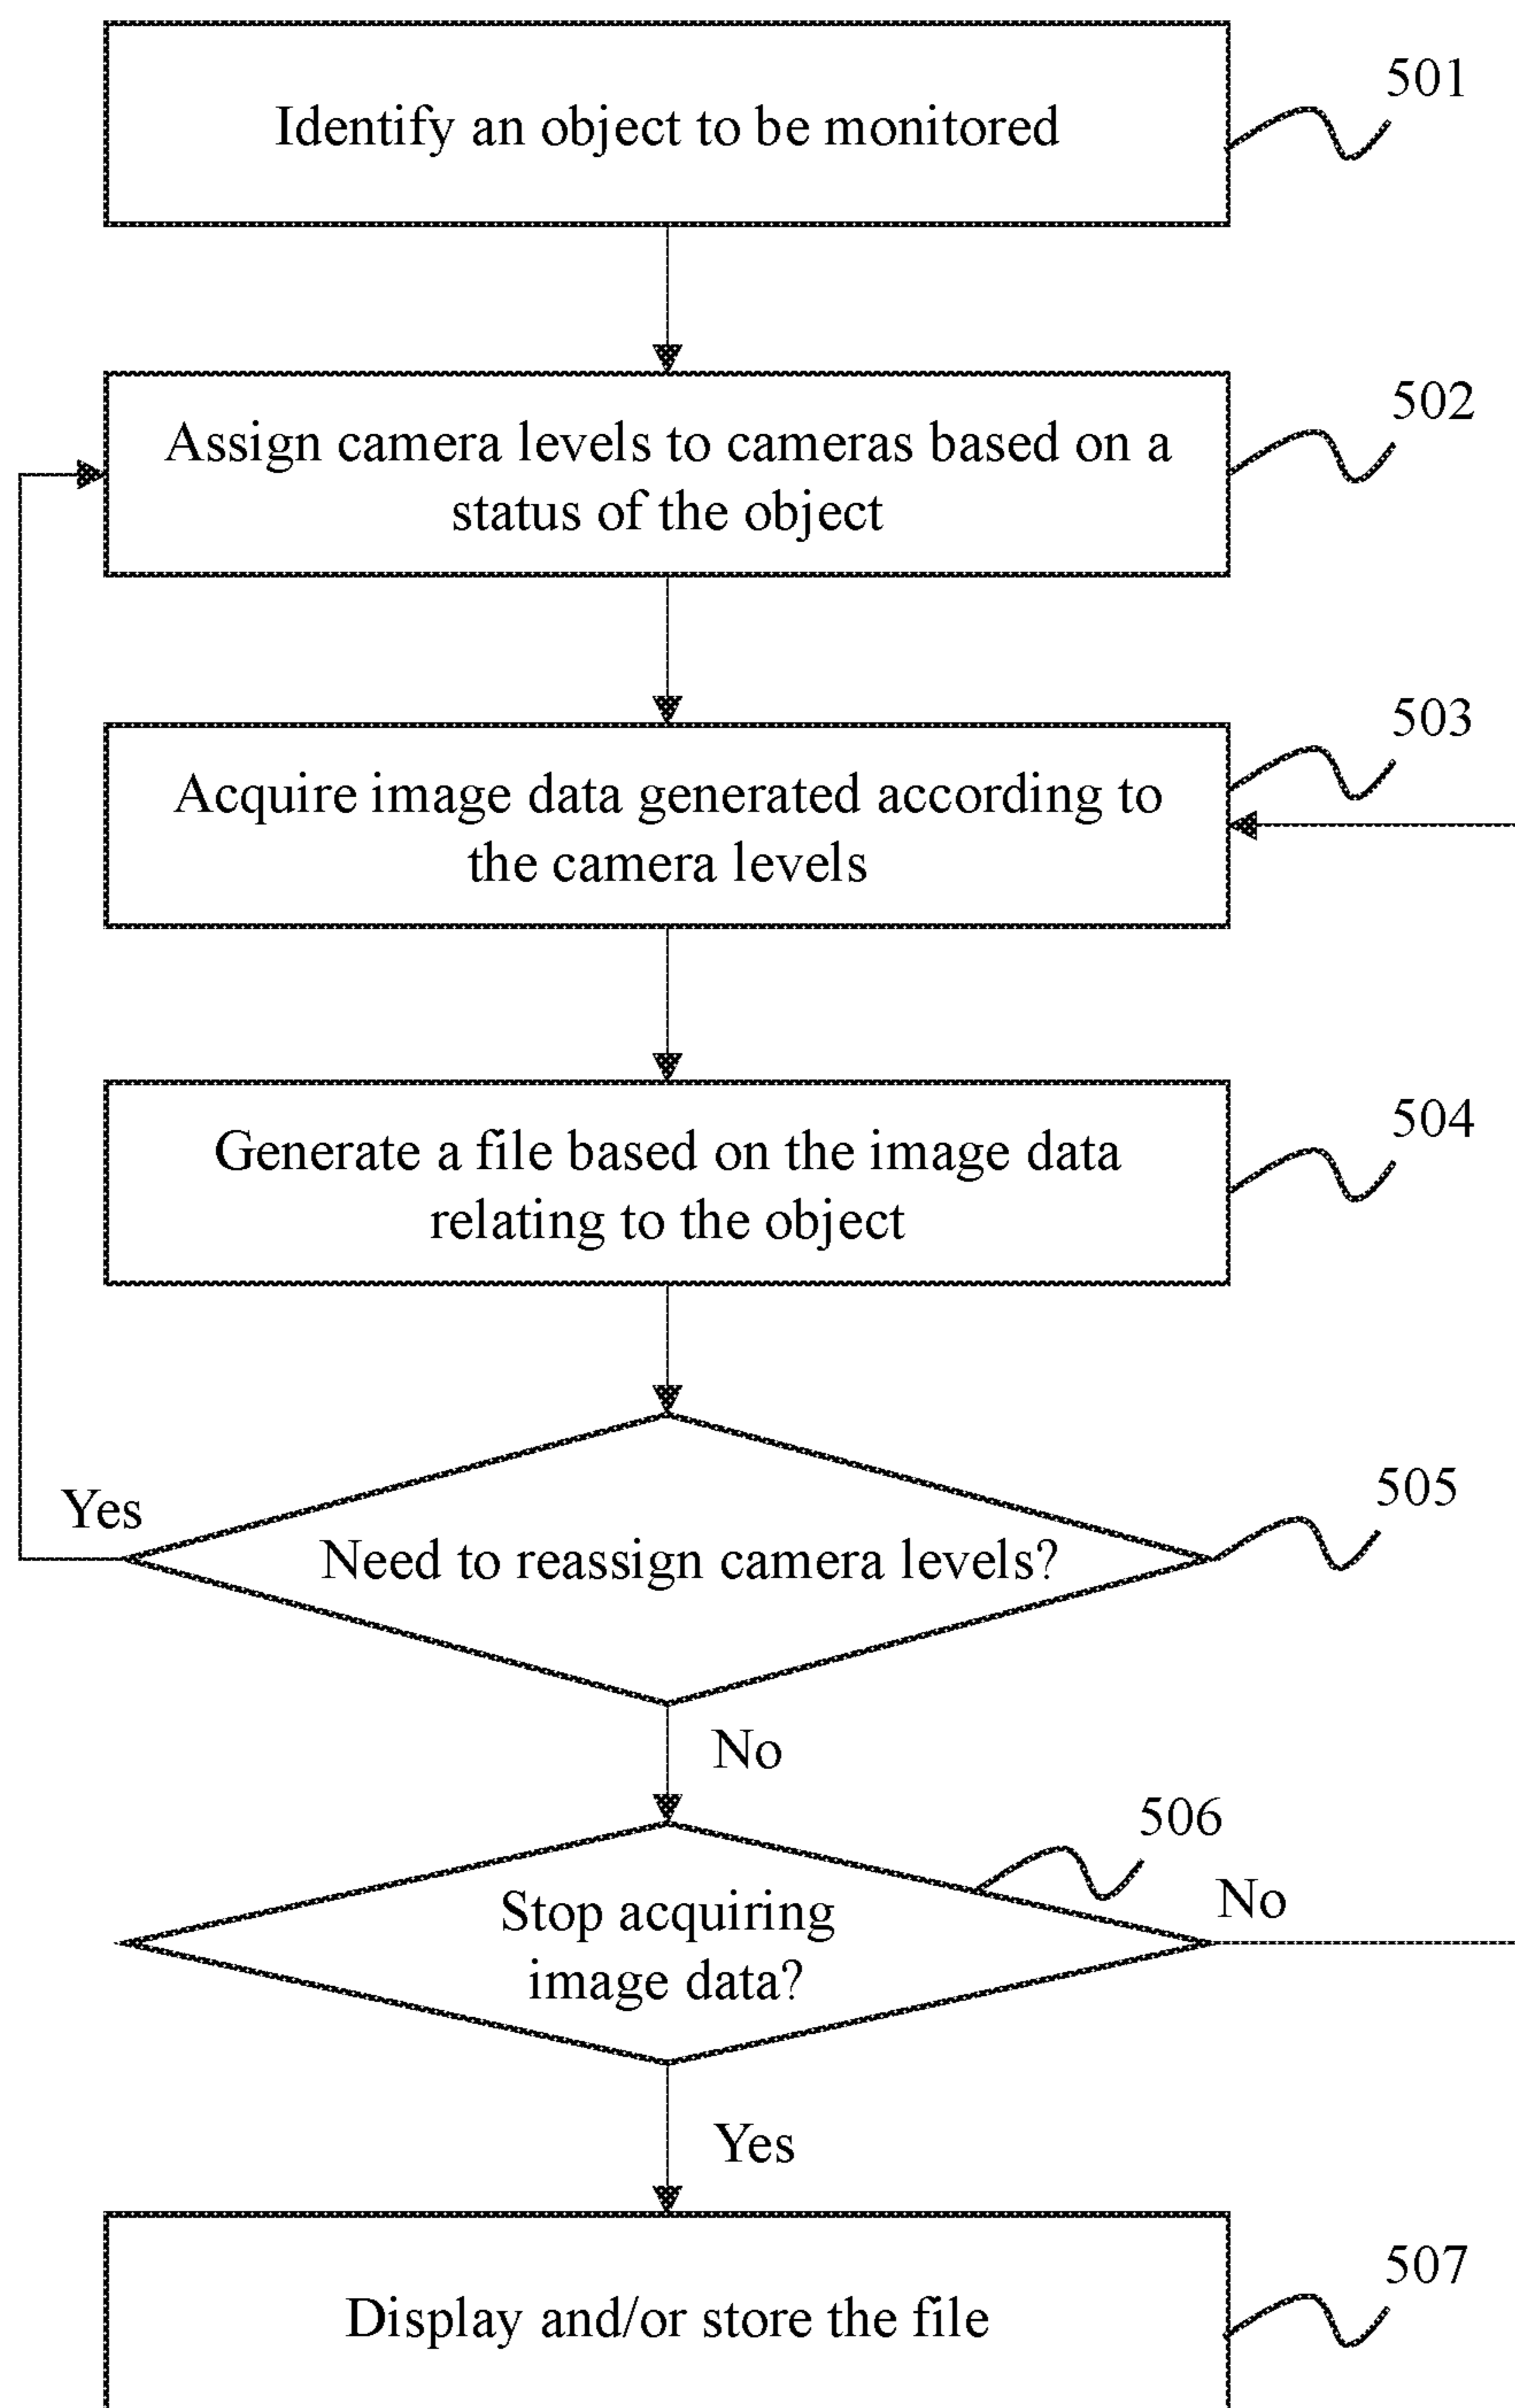 501
Identify an object to be monitored
502
Assign camera levels to cameras based on a
status of the object
503
Acquire image data generated according to
the camera levels
504
Generate a file based on the image data
relating to the object
505
Yes
Need to reassign camera levels?
No
506
No
Stop acquiring
image data?
Yes
507
Display and/or store the file